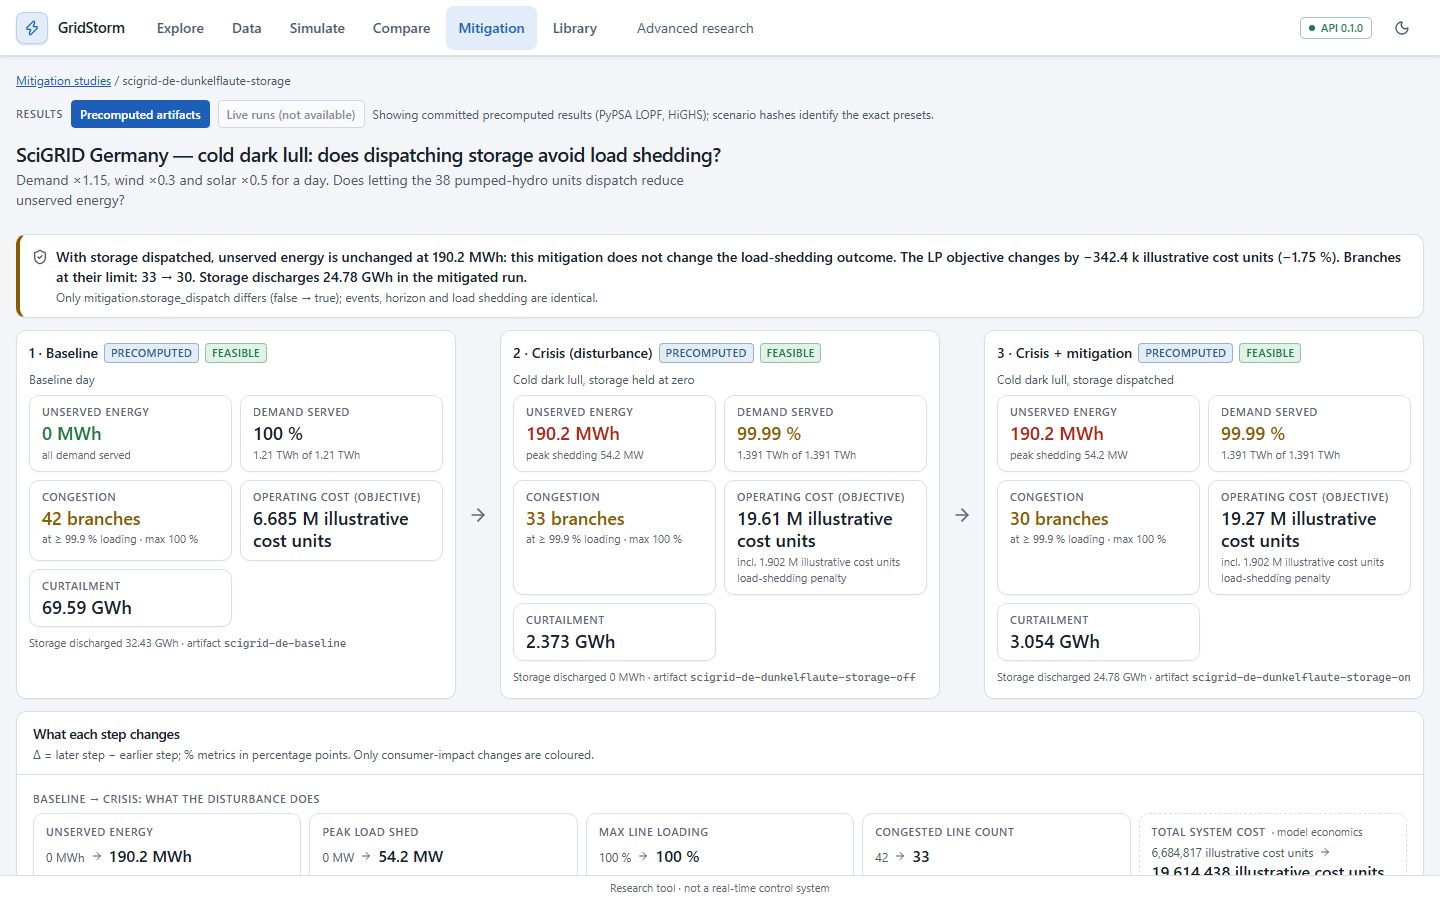 GridStorm
Explore
Data
Simulate
Compare
Mitigation
Library
Advanced research
API 0.1.0
Mitigation studies / scigrid-de-dunkelflaute-storage
RESULTS
Precomputed artifacts
Live runs (not available)
Showing committed precomputed results (PyPSA LOPF, HiGHS); scenario hashes identify the exact presets.
SciGRID Germany — cold dark lull: does dispatching storage avoid load shedding?
Demand ×1.15, wind ×0.3 and solar ×0.5 for a day. Does letting the 38 pumped-hydro units dispatch reduce
unserved energy?
With storage dispatched, unserved energy is unchanged at 190.2 MWh: this mitigation does not change the load-shedding outcome. The LP objective changes by −342.4 k illustrative cost units (−1.75 %). Branches
at their limit: 33 → 30. Storage discharges 24.78 GWh in the mitigated run.
Only mitigation.storage_dispatch differs (false → true); events, horizon and load shedding are identical.
1 · Baseline
PRECOMPUTED
FEASIBLE
Baseline day
UNSERVED ENERGY
0 MWh
all demand served
DEMAND SERVED
100 %
1.21 TWh of 1.21 TWh
CONGESTION
42 branches
at ≥ 99.9 % loading · max 100 %
OPERATING COST (OBJECTIVE)
6.685 M illustrative
cost units
CURTAILMENT
69.59 GWh
Storage discharged 32.43 GWh · artifact scigrid-de-baseline
→
2 · Crisis (disturbance)
PRECOMPUTED
FEASIBLE
Cold dark lull, storage held at zero
UNSERVED ENERGY
190.2 MWh
peak shedding 54.2 MW
DEMAND SERVED
99.99 %
1.391 TWh of 1.391 TWh
CONGESTION
33 branches
at ≥ 99.9 % loading · max 100 %
OPERATING COST (OBJECTIVE)
19.61 M illustrative
cost units
incl. 1.902 M illustrative cost units
load-shedding penalty
CURTAILMENT
2.373 GWh
Storage discharged 0 MWh · artifact scigrid-de-dunkelflaute-storage-off
→
3 · Crisis + mitigation
PRECOMPUTED
FEASIBLE
Cold dark lull, storage dispatched
UNSERVED ENERGY
190.2 MWh
peak shedding 54.2 MW
DEMAND SERVED
99.99 %
1.391 TWh of 1.391 TWh
CONGESTION
30 branches
at ≥ 99.9 % loading · max 100 %
OPERATING COST (OBJECTIVE)
19.27 M illustrative
cost units
incl. 1.902 M illustrative cost units
load-shedding penalty
CURTAILMENT
3.054 GWh
Storage discharged 24.78 GWh · artifact scigrid-de-dunkelflaute-storage-on
What each step changes
Δ = later step − earlier step; % metrics in percentage points. Only consumer-impact changes are coloured.
BASELINE → CRISIS: WHAT THE DISTURBANCE DOES
UNSERVED ENERGY
0 MWh → 190.2 MWh
PEAK LOAD SHED
0 MW → 54.2 MW
MAX LINE LOADING
100 % → 100 %
CONGESTED LINE COUNT
42 → 33
TOTAL SYSTEM COST · model economics
6,684,817 illustrative cost units →
19,614,438 illustrative cost units
Research tool · not a real-time control system